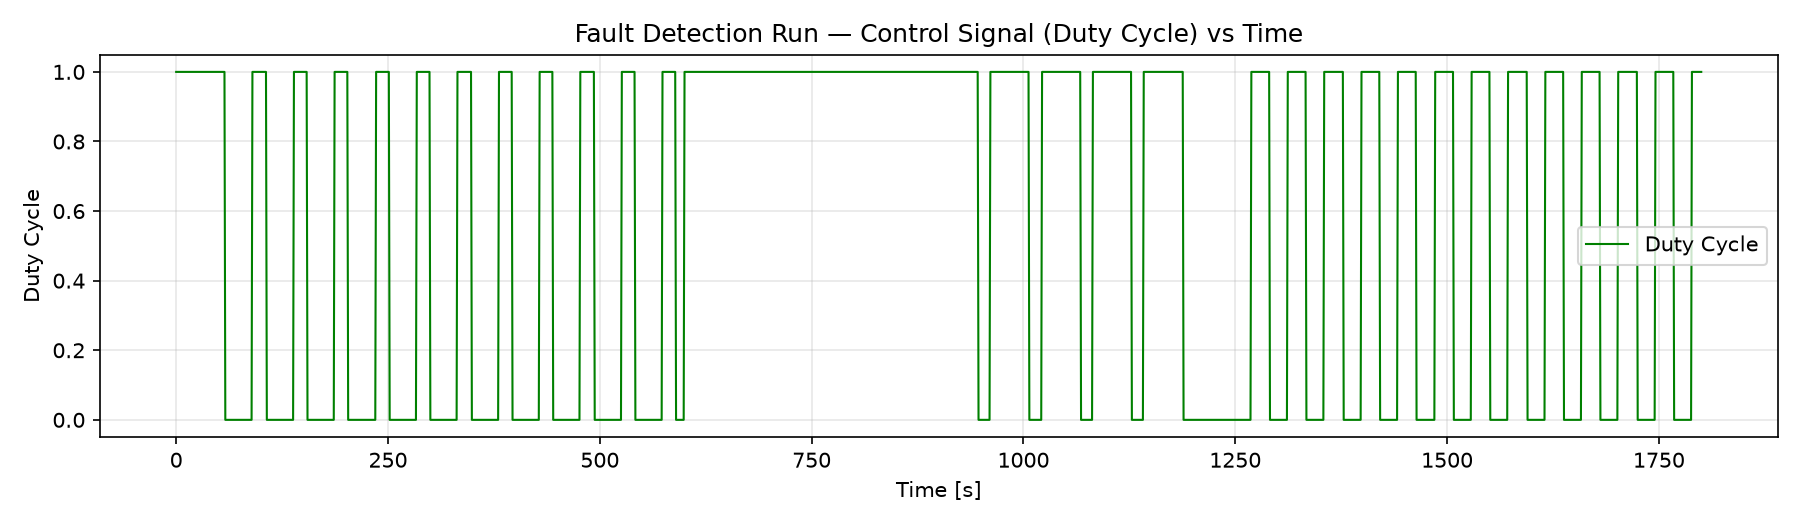 Fault Detection Run — Control Signal (Duty Cycle) vs Time
1.0
0.8
0.6
0.4
0.2
0.0
Duty Cycle
Duty Cycle
0 250 500 750 1000 1250 1500 1750
Time [s]